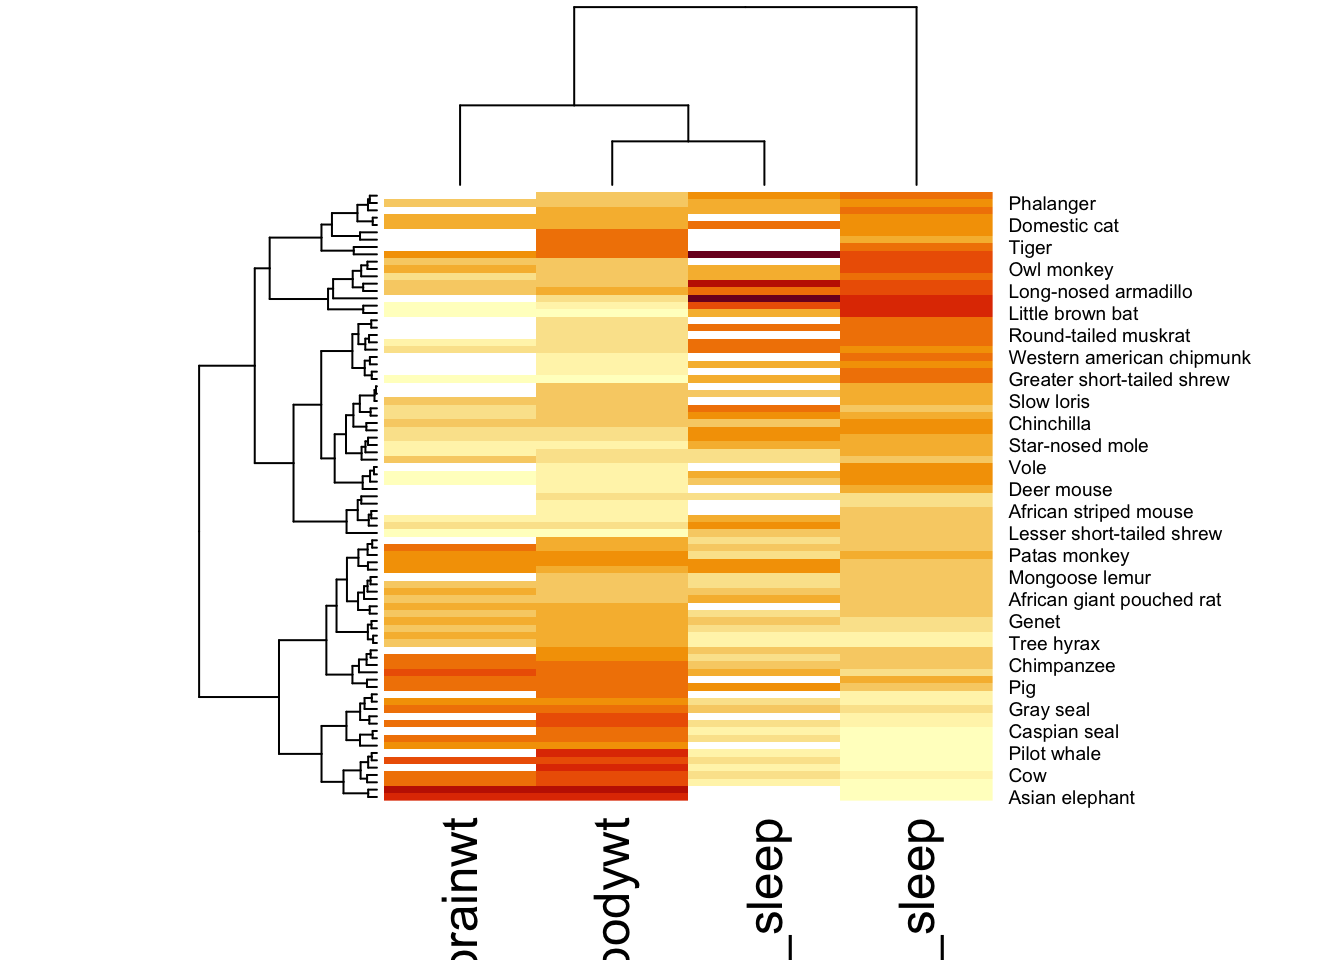 Phalanger
Domestic cat
Tiger
Owl monkey
Long-nosed armadillo
Little brown bat
Round-tailed muskrat
Western american chipmunk
Greater short-tailed shrew
Slow loris
Chinchilla
Star-nosed mole
Vole
Deer mouse
African striped mouse
Lesser short-tailed shrew
Patas monkey
Mongoose lemur
African giant pouched rat
Genet
Tree hyrax
Chimpanzee
Pig
Gray seal
Caspian seal
Pilot whale
Cow
Asian elephant
brainwt
bodywt
_sleep
_sleep